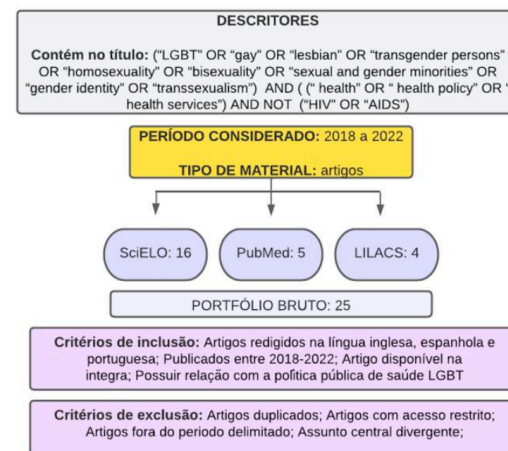 DESCRITORES
Contém no título: (“LGBT” OR “gay” OR “lesbian” OR “transgender persons”
OR “homosexuality” OR “bisexuality” OR “sexual and gender minorities” OR
“gender identity” OR “transsexualism”) AND ( (“ health” OR “ health policy” OR “
health services”) AND NOT (“HIV” OR “AIDS”)
PERÍODO CONSIDERADO: 2018 a 2022
TIPO DE MATERIAL: artigos
SciELO: 16
PubMed: 5
LILACS: 4
PORTFÓLIO BRUTO: 25
Critérios de inclusão: Artigos redigidos na língua inglesa, espanhola e
portuguesa; Publicados entre 2018-2022; Artigo disponível na
integra; Possuir relação com a política pública de saúde LGBT
Critérios de exclusão: Artigos duplicados; Artigos com acesso restrito;
Artigos fora do periodo delimitado; Assunto central divergente;